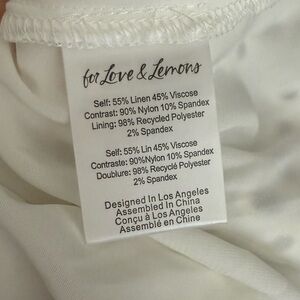 for Love & Lemons
Self: 55% Linen 45% Viscose
Contrast: 90% Nylon 10% Spandex
Lining: 98% Recycled Polyester
2% Spandex
Self: 55% Lin 45% Viscose
Contraste: 90%Nylon 10% Spandex
Doublure: 98% Recyclé Polyester
2% Spandex
Designed In Los Angeles
Assembled In China
Conçu à Los Angeles
Assemblé en China